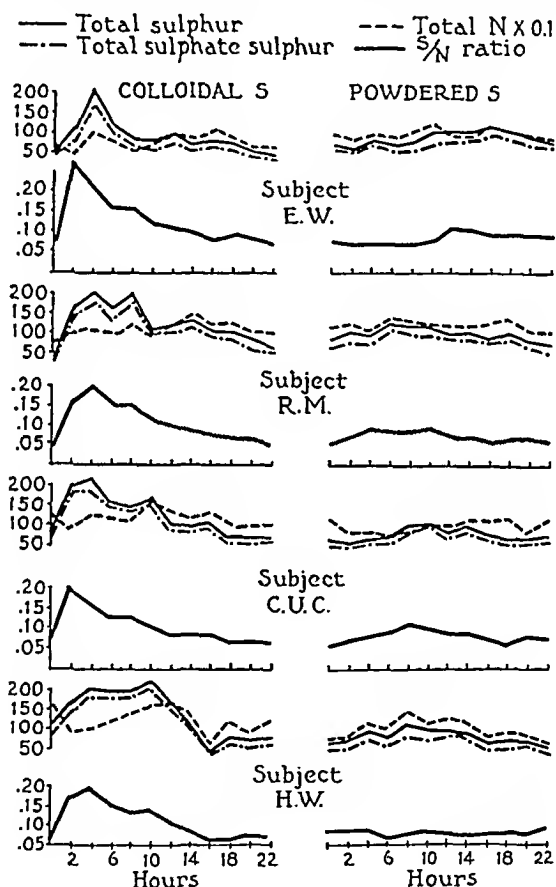 Total sulphur
Total N X 0.1
Total sulphate sulphur
S/N ratio
COLLOIDAL S
POWDERED S
200
150
100
50
Subject
E.W.
.20
.15
.10
.05
200
150
100
50
Subject
R.M.
.20
.15
.10
.05
200
150
100
50
Subject
C.U.C.
.20
.15
.10
.05
200
150
100
50
Subject
H.W.
.20
.15
.10
.05
2 6 10 14 18 22
2 6 10 14 18 22
Hours
Hours